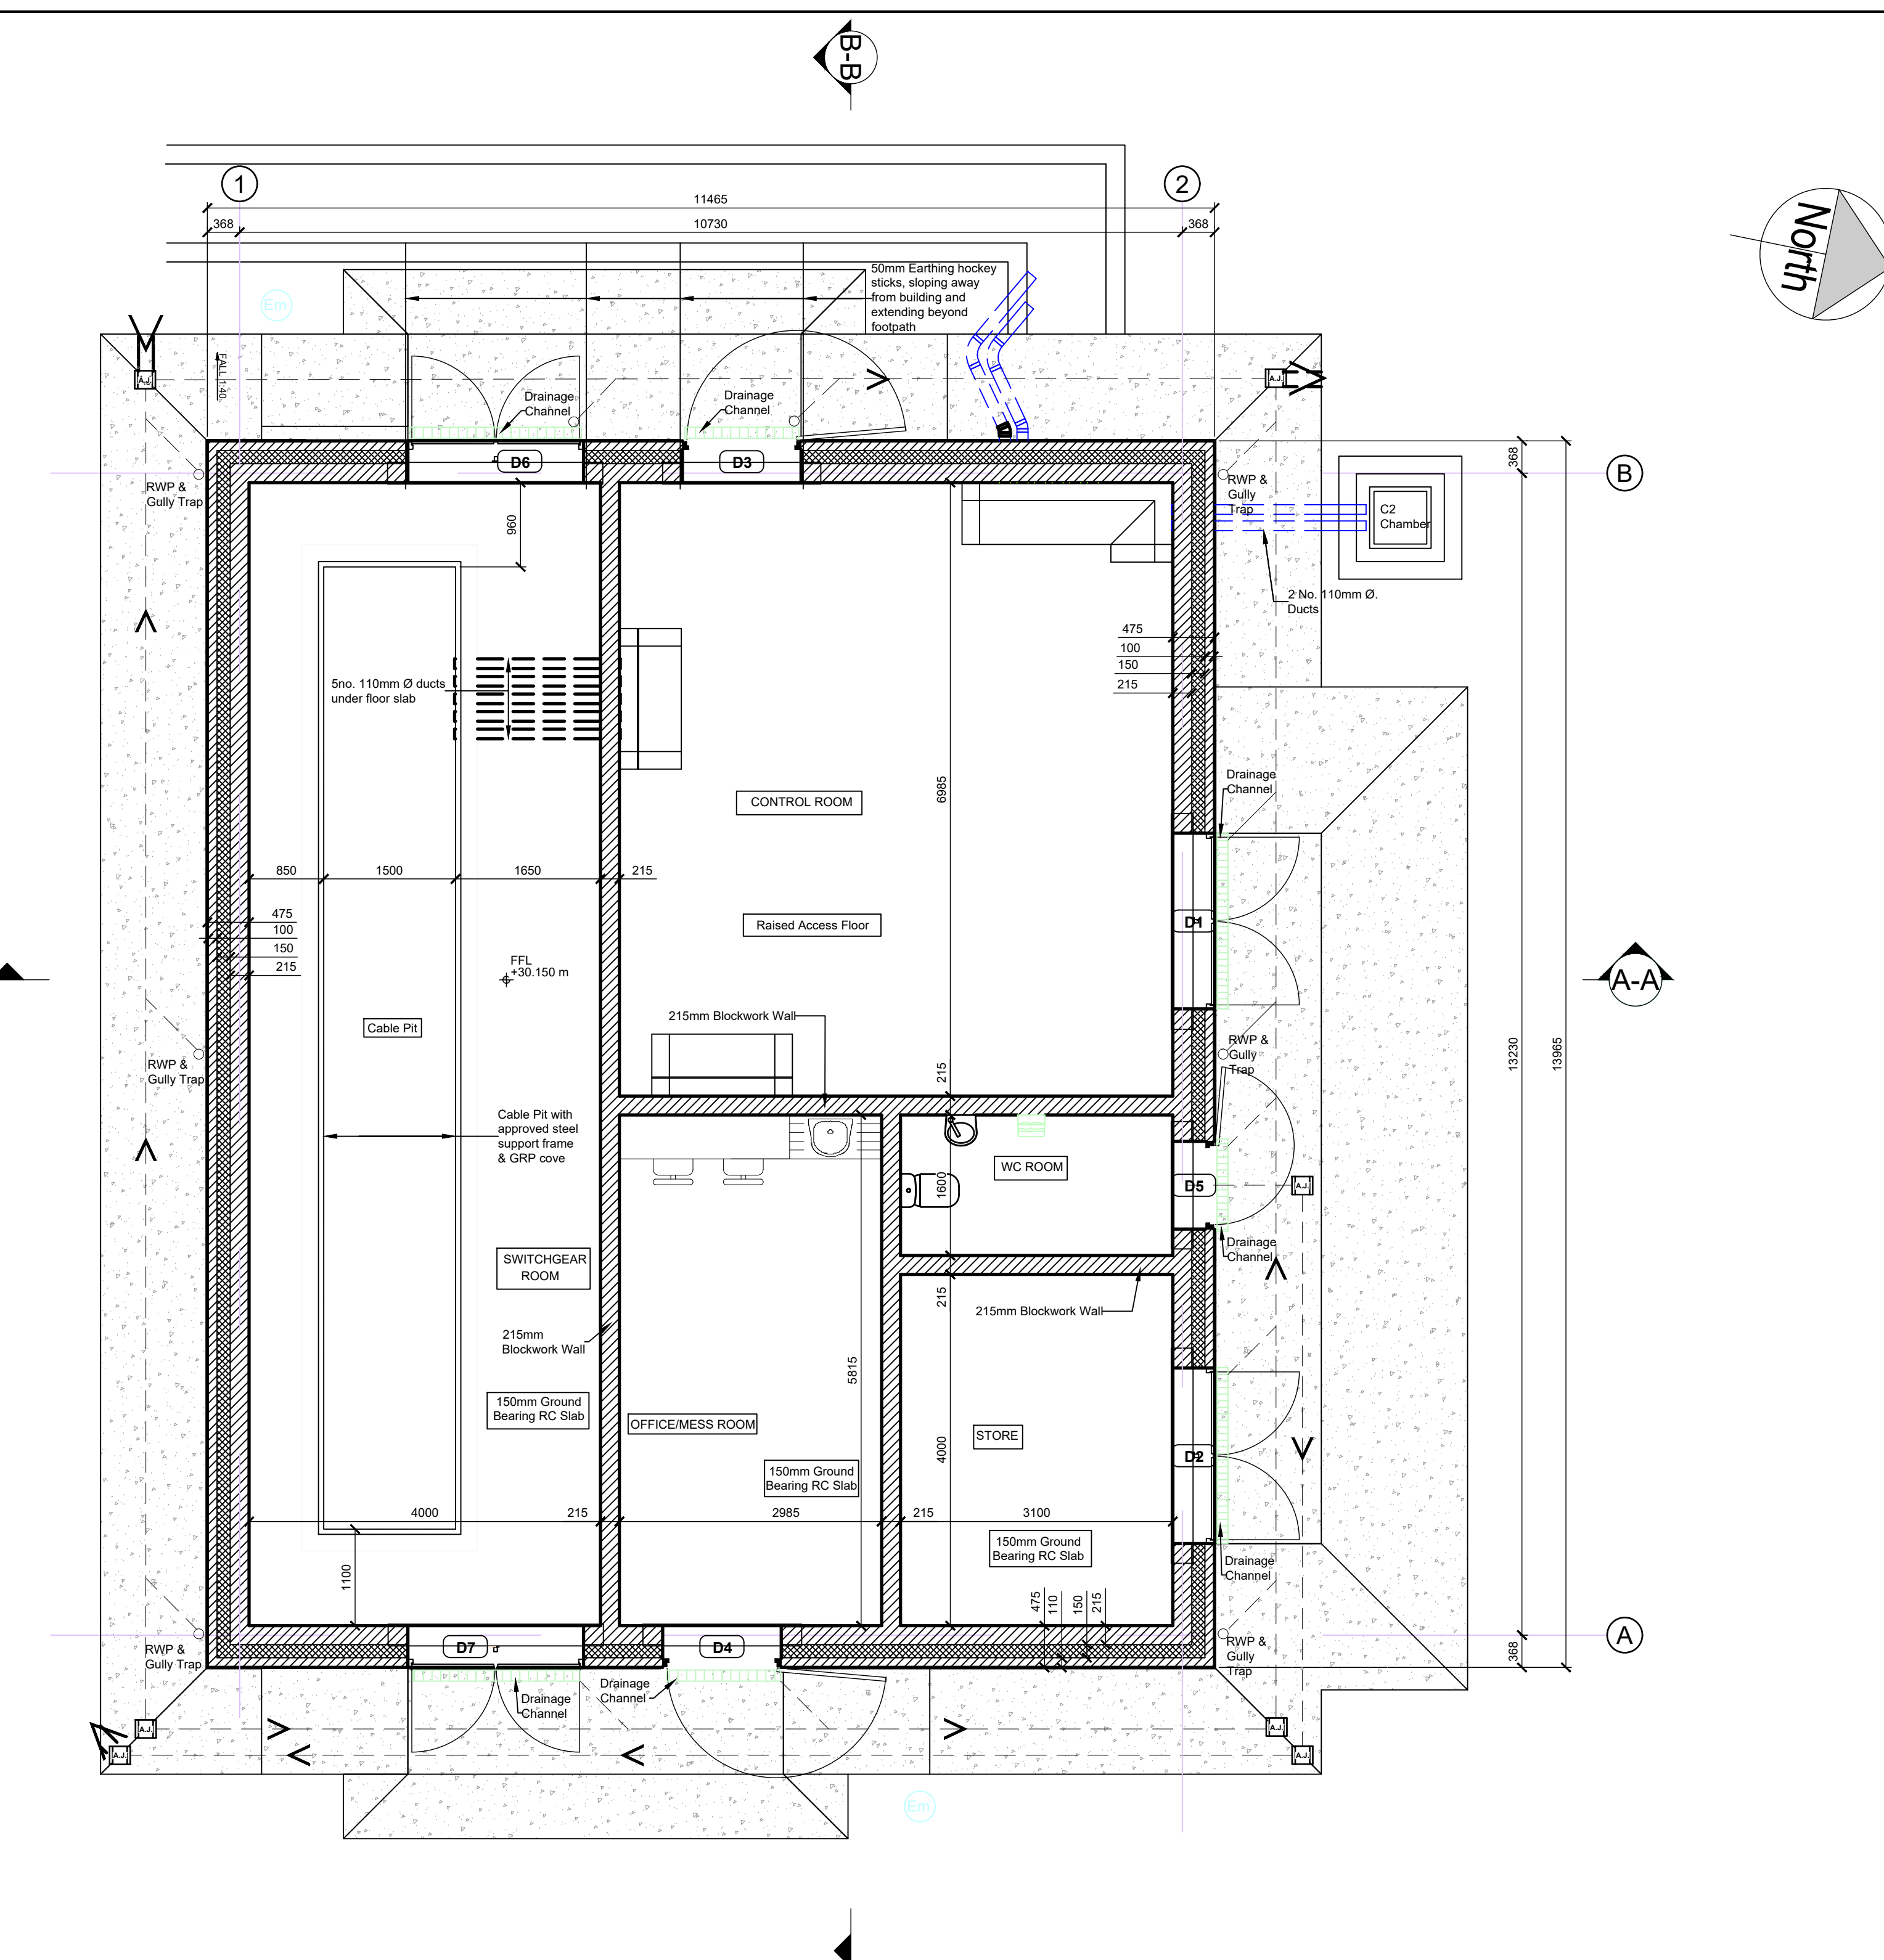 B-B
North
1
2
11465
368
10730
368
50mm Earthing hockey
sticks, sloping away
from building and
extending beyond
footpath
Em
FALL 1:40
A.J.
A.J.
Drainage
Channel
Drainage
Channel
D6
D3
368
B
RWP &
Gully Trap
RWP &
Gully
Trap
C2
Chamber
960
2 No. 110mm Ø.
Ducts
475
100
150
215
5no. 110mm Ø ducts
under floor slab
Drainage
Channel
CONTROL ROOM
6985
850
1500
1650
215
475
100
150
215
Raised Access Floor
D1
FFL
+30.150 m
A-A
Cable Pit
215mm Blockwork Wall
RWP &
Gully Trap
RWP &
Gully
Trap
215
13230
13965
Cable Pit with
approved steel
support frame
& GRP cove
WC ROOM
1600
D5
A.J.
Drainage
Channel
SWITCHGEAR
ROOM
215
215mm Blockwork Wall
215mm
Blockwork Wall
5815
150mm Ground
Bearing RC Slab
OFFICE/MESS ROOM
STORE
4000
D2
150mm Ground
Bearing RC Slab
4000
215
2985
215
3100
150mm Ground
Bearing RC Slab
1100
Drainage
Channel
475
110
150
215
RWP &
Gully Trap
D7
D4
RWP &
Gully
Trap
368
A
Drainage
Channel
Drainage
Channel
A.J.
A.J.
A.J.
A.J.
Em